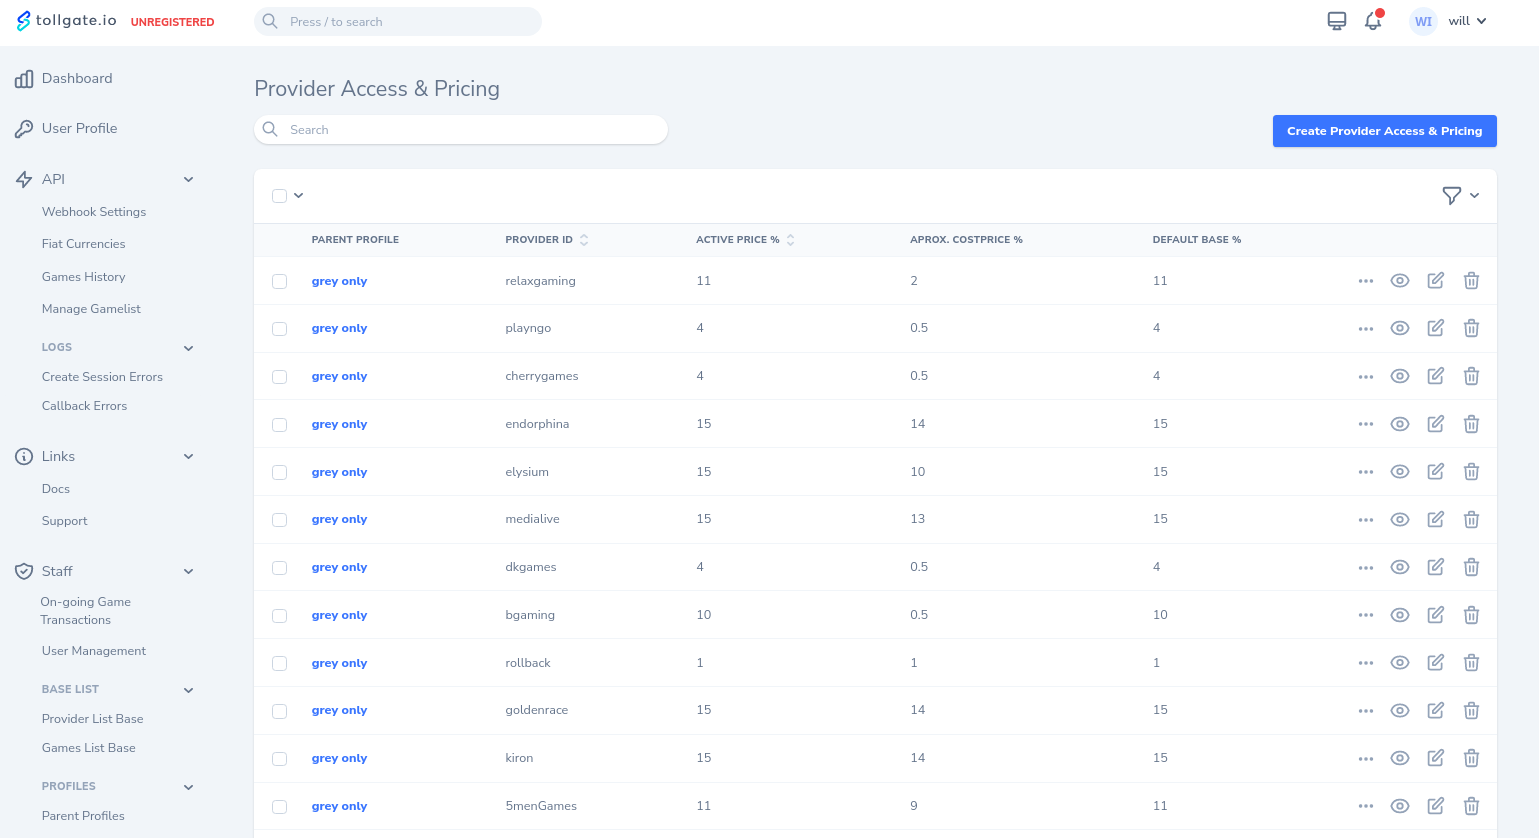 tollgate.io UNREGISTERED
Press / to search
WI will
Dashboard
User Profile
API
Webhook Settings
Fiat Currencies
Games History
Manage Gamelist
LOGS
Create Session Errors
Callback Errors
Links
Docs
Support
Staff
On-going Game
Transactions
User Management
BASE LIST
Provider List Base
Games List Base
PROFILES
Parent Profiles
Provider Access & Pricing
Search
Create Provider Access & Pricing
PARENT PROFILE PROVIDER ID ACTIVE PRICE % APROX. COSTPRICE % DEFAULT BASE %
grey only relaxgaming 11 2 11
grey only playngo 4 0.5 4
grey only cherrygames 4 0.5 4
grey only endorphina 15 14 15
grey only elysium 15 10 15
grey only medialive 15 13 15
grey only dkgames 4 0.5 4
grey only bgaming 10 0.5 10
grey only rollback 1 1 1
grey only goldenrace 15 14 15
grey only kiron 15 14 15
grey only 5menGames 11 9 11